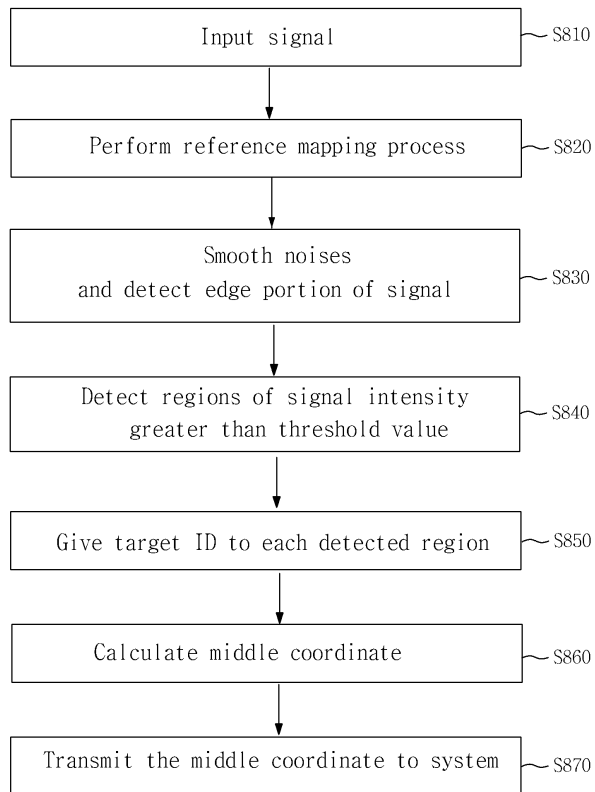 Input signal
S810
Perform reference mapping process
S820
Smooth noises
and detect edge portion of signal
S830
Detect regions of signal intensity
greater than threshold value
S840
Give target ID to each detected region
S850
Calculate middle coordinate
S860
Transmit the middle coordinate to system
S870